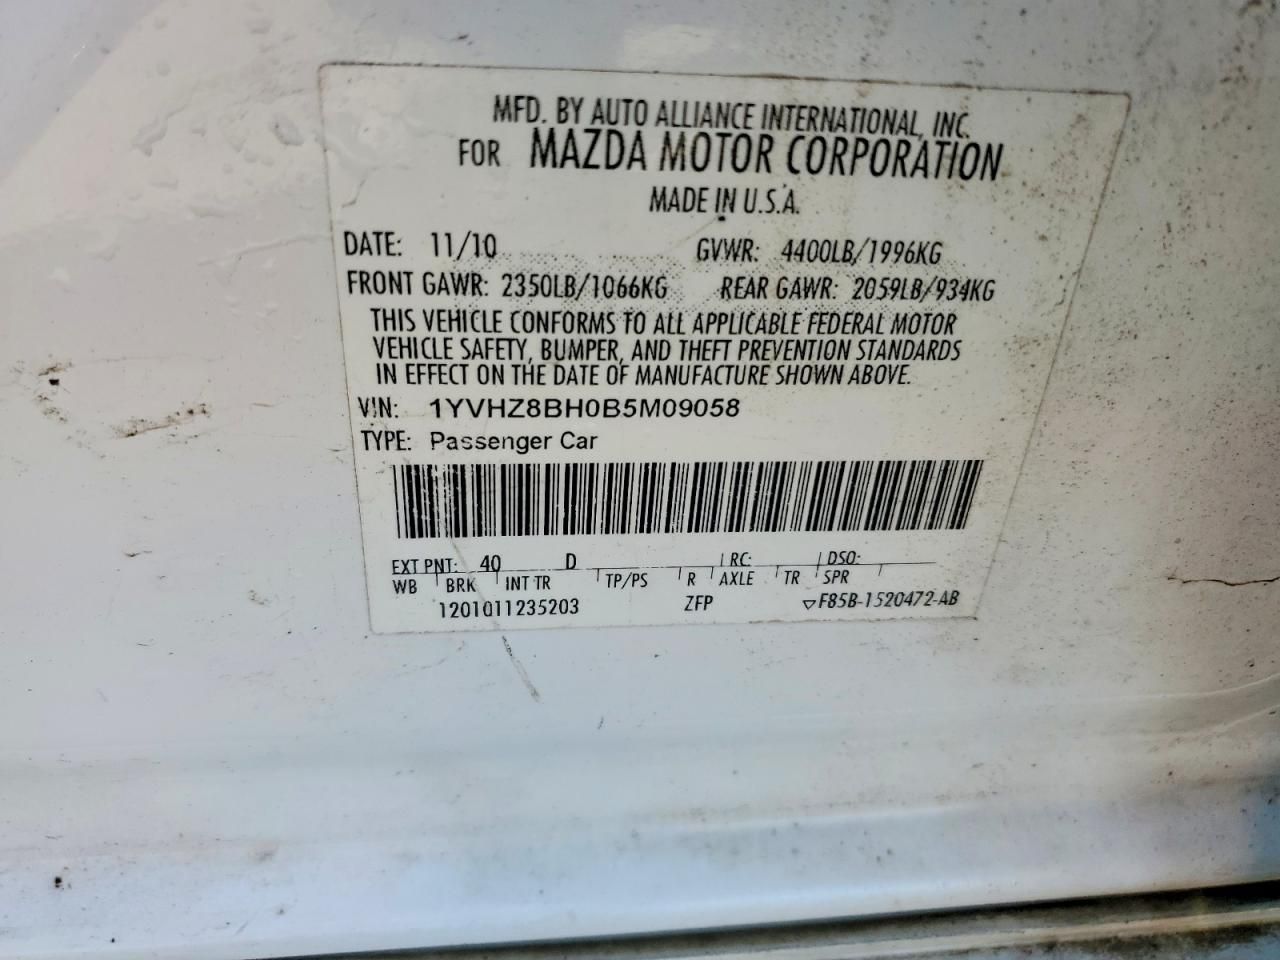 MFD. BY AUTO ALLIANCE INTERNATIONAL, INC.
FOR MAZDA MOTOR CORPORATION
MADE IN U.S.A.
DATE: 11/10 GVWR: 4400LB/1996KG
FRONT GAWR: 2350LB/1066KG REAR GAWR: 2059LB/934KG
THIS VEHICLE CONFORMS TO ALL APPLICABLE FEDERAL MOTOR
VEHICLE SAFETY, BUMPER, AND THEFT PREVENTION STANDARDS
IN EFFECT ON THE DATE OF MANUFACTURE SHOWN ABOVE.
VIN: 1YVHZ8BH0B5M09058
TYPE: Passenger Car
EXT PNT: 40 D RC: DSO:
WB BRK INT TR TP/PS R AXLE TR SPR
1201011235203 ZFP ▽F85B-1520472-AB